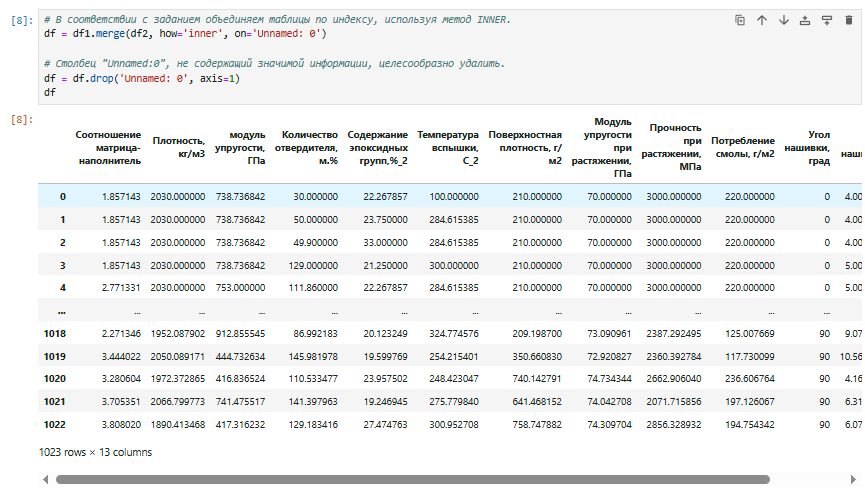 [8]: # В соответствии с заданием объединяем таблицы по индексу, используя метод INNER.
df = df1.merge(df2, how='inner', on='Unnamed: 0')
# Столбец "Unnamed:0", не содержащий значимой информации, целесообразно удалить.
df = df.drop('Unnamed: 0', axis=1)
df
[8]:
Соотношение матрица-наполнитель Плотность, кг/м3 модуль упругости, ГПа Количество отвердителя, м.% Содержание эпоксидных групп,%_2 Температура вспышки, С_2 Поверхностная плотность, г/м2 Модуль упругости при растяжении, ГПа Прочность при растяжении, МПа Потребление смолы, г/м2 Угол нашивки, град наши
0 1.857143 2030.000000 738.736842 30.000000 22.267857 100.000000 210.000000 70.000000 3000.000000 220.000000 0 4.00
1 1.857143 2030.000000 738.736842 50.000000 23.750000 284.615385 210.000000 70.000000 3000.000000 220.000000 0 4.00
2 1.857143 2030.000000 738.736842 49.900000 33.000000 284.615385 210.000000 70.000000 3000.000000 220.000000 0 4.00
3 1.857143 2030.000000 738.736842 129.000000 21.250000 300.000000 210.000000 70.000000 3000.000000 220.000000 0 5.00
4 2.771331 2030.000000 753.000000 111.860000 22.267857 284.615385 210.000000 70.000000 3000.000000 220.000000 0 5.00
... ... ... ... ... ... ... ... ... ... ... ...
1018 2.271346 1952.087902 912.855545 86.992183 20.123249 324.774576 209.198700 73.090961 2387.292495 125.007669 90 9.07
1019 3.444022 2050.089171 444.732634 145.981978 19.599769 254.215401 350.660830 72.920827 2360.392784 117.730099 90 10.56
1020 3.280604 1972.372865 416.836524 110.533477 23.957502 248.423047 740.142791 74.734344 2662.906040 236.606764 90 4.16
1021 3.705351 2066.799773 741.475517 141.397963 19.246945 275.779840 641.468152 74.042708 2071.715856 197.126067 90 6.31
1022 3.808020 1890.413468 417.316232 129.183416 27.474763 300.952708 758.747882 74.309704 2856.328932 194.754342 90 6.07
1023 rows × 13 columns